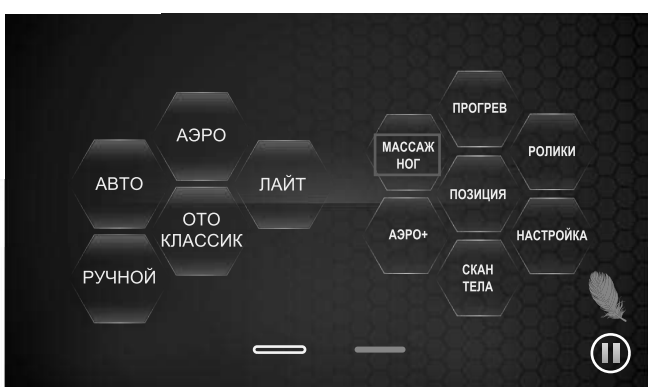 АЭРО
АВТО
ЛАЙТ
ОТО
КЛАССИК
РУЧНОЙ
ПРОГРЕВ
МАССАЖ
НОГ
РОЛИКИ
ПОЗИЦИЯ
АЭРО+
НАСТРОЙКА
СКАН
ТЕЛА